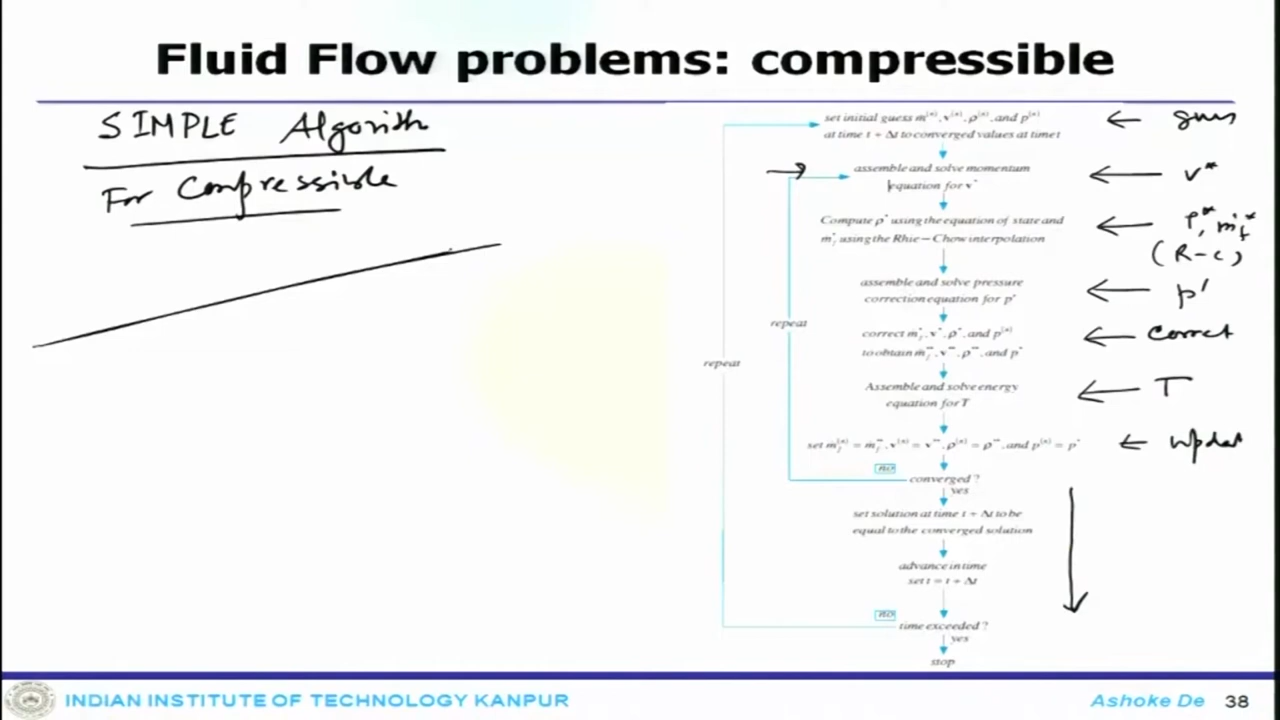 Fluid Flow problems: compressible
SIMPLE Algorith
For Compressible
set initial guess ṁ⁽ⁿ⁾, v⁽ⁿ⁾, ρ⁽ⁿ⁾, and p⁽ⁿ⁾
at time t + Δt to converged values at time t
assemble and solve momentum
equation for v*
v*
Compute ρ* using the equation of state and
ṁ*f using the Rhie – Chow interpolation
ρ*, ṁf*
(R-C)
assemble and solve pressure
correction equation for p'
p'
correct ṁ*f, v*, ρ*, and p⁽ⁿ⁾
to obtain ṁ**f, v**, ρ**, and p*
Correct
Assemble and solve energy
equation for T
T
set ṁf⁽ⁿ⁾ = ṁ**f, v⁽ⁿ⁾ = v**, ρ⁽ⁿ⁾ = ρ**, and p⁽ⁿ⁾ = p*
no
converged ?
yes
repeat
repeat
set solution at time t + Δt to be
equal to the converged solution
advance in time
set t = t + Δt
no
time exceeded ?
yes
stop
INDIAN INSTITUTE OF TECHNOLOGY KANPUR
Ashoke De 38